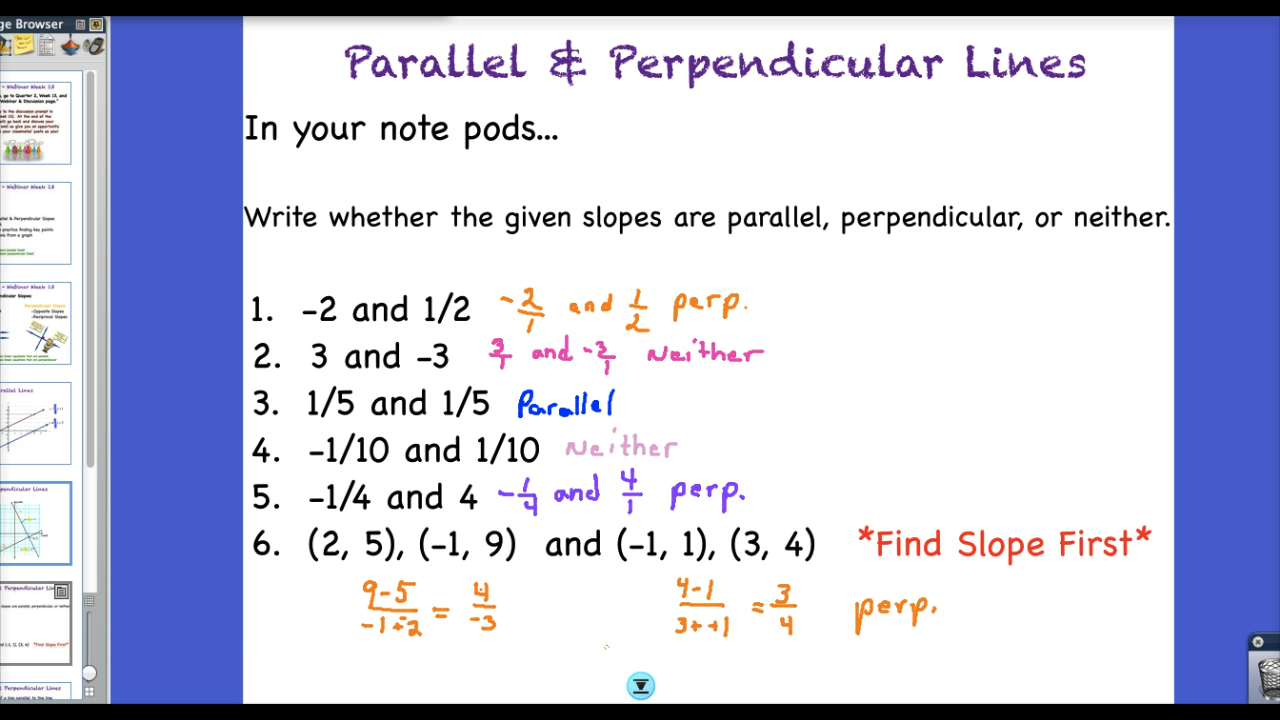 ge Browser
Parallel & Perpendicular Lines
In your note pods...
Write whether the given slopes are parallel, perpendicular, or neither.
1. -2 and 1/2 -2/1 and 1/2 perp.
2. 3 and -3 3/1 and -3/1 Neither
3. 1/5 and 1/5 Parallel
4. -1/10 and 1/10 Neither
5. -1/4 and 4 -1/4 and 4/1 perp.
6. (2, 5), (-1, 9) and (-1, 1), (3, 4) *Find Slope First*
9-5 / -1+-2 = 4/-3 4-1 / 3++1 = 3/4 perp.